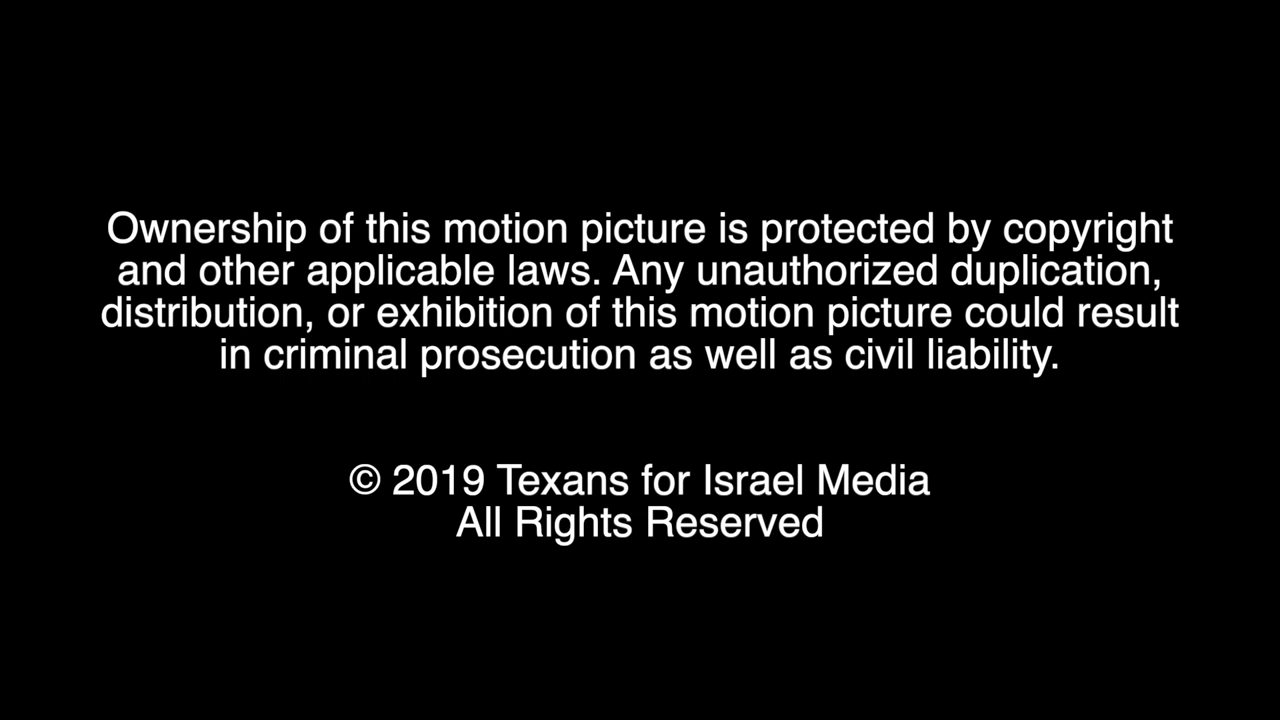 Ownership of this motion picture is protected by copyright
and other applicable laws. Any unauthorized duplication,
distribution, or exhibition of this motion picture could result
in criminal prosecution as well as civil liability.
© 2019 Texans for Israel Media
All Rights Reserved